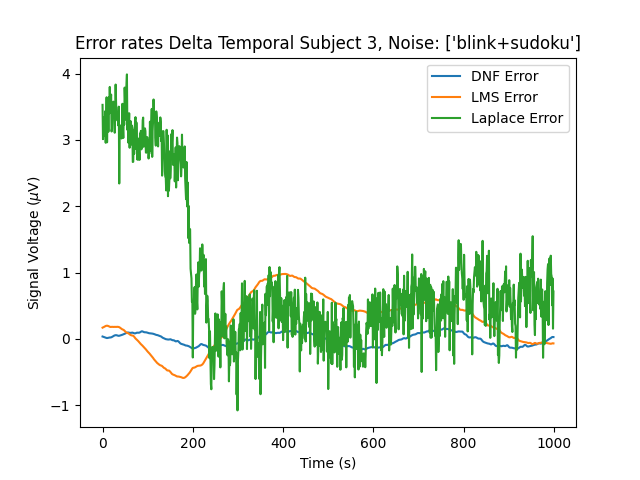 Error rates Delta Temporal Subject 3, Noise: ['blink+sudoku']
DNF Error
LMS Error
Laplace Error
Signal Voltage (μV)
4
3
2
1
0
−1
0 200 400 600 800 1000
Time (s)